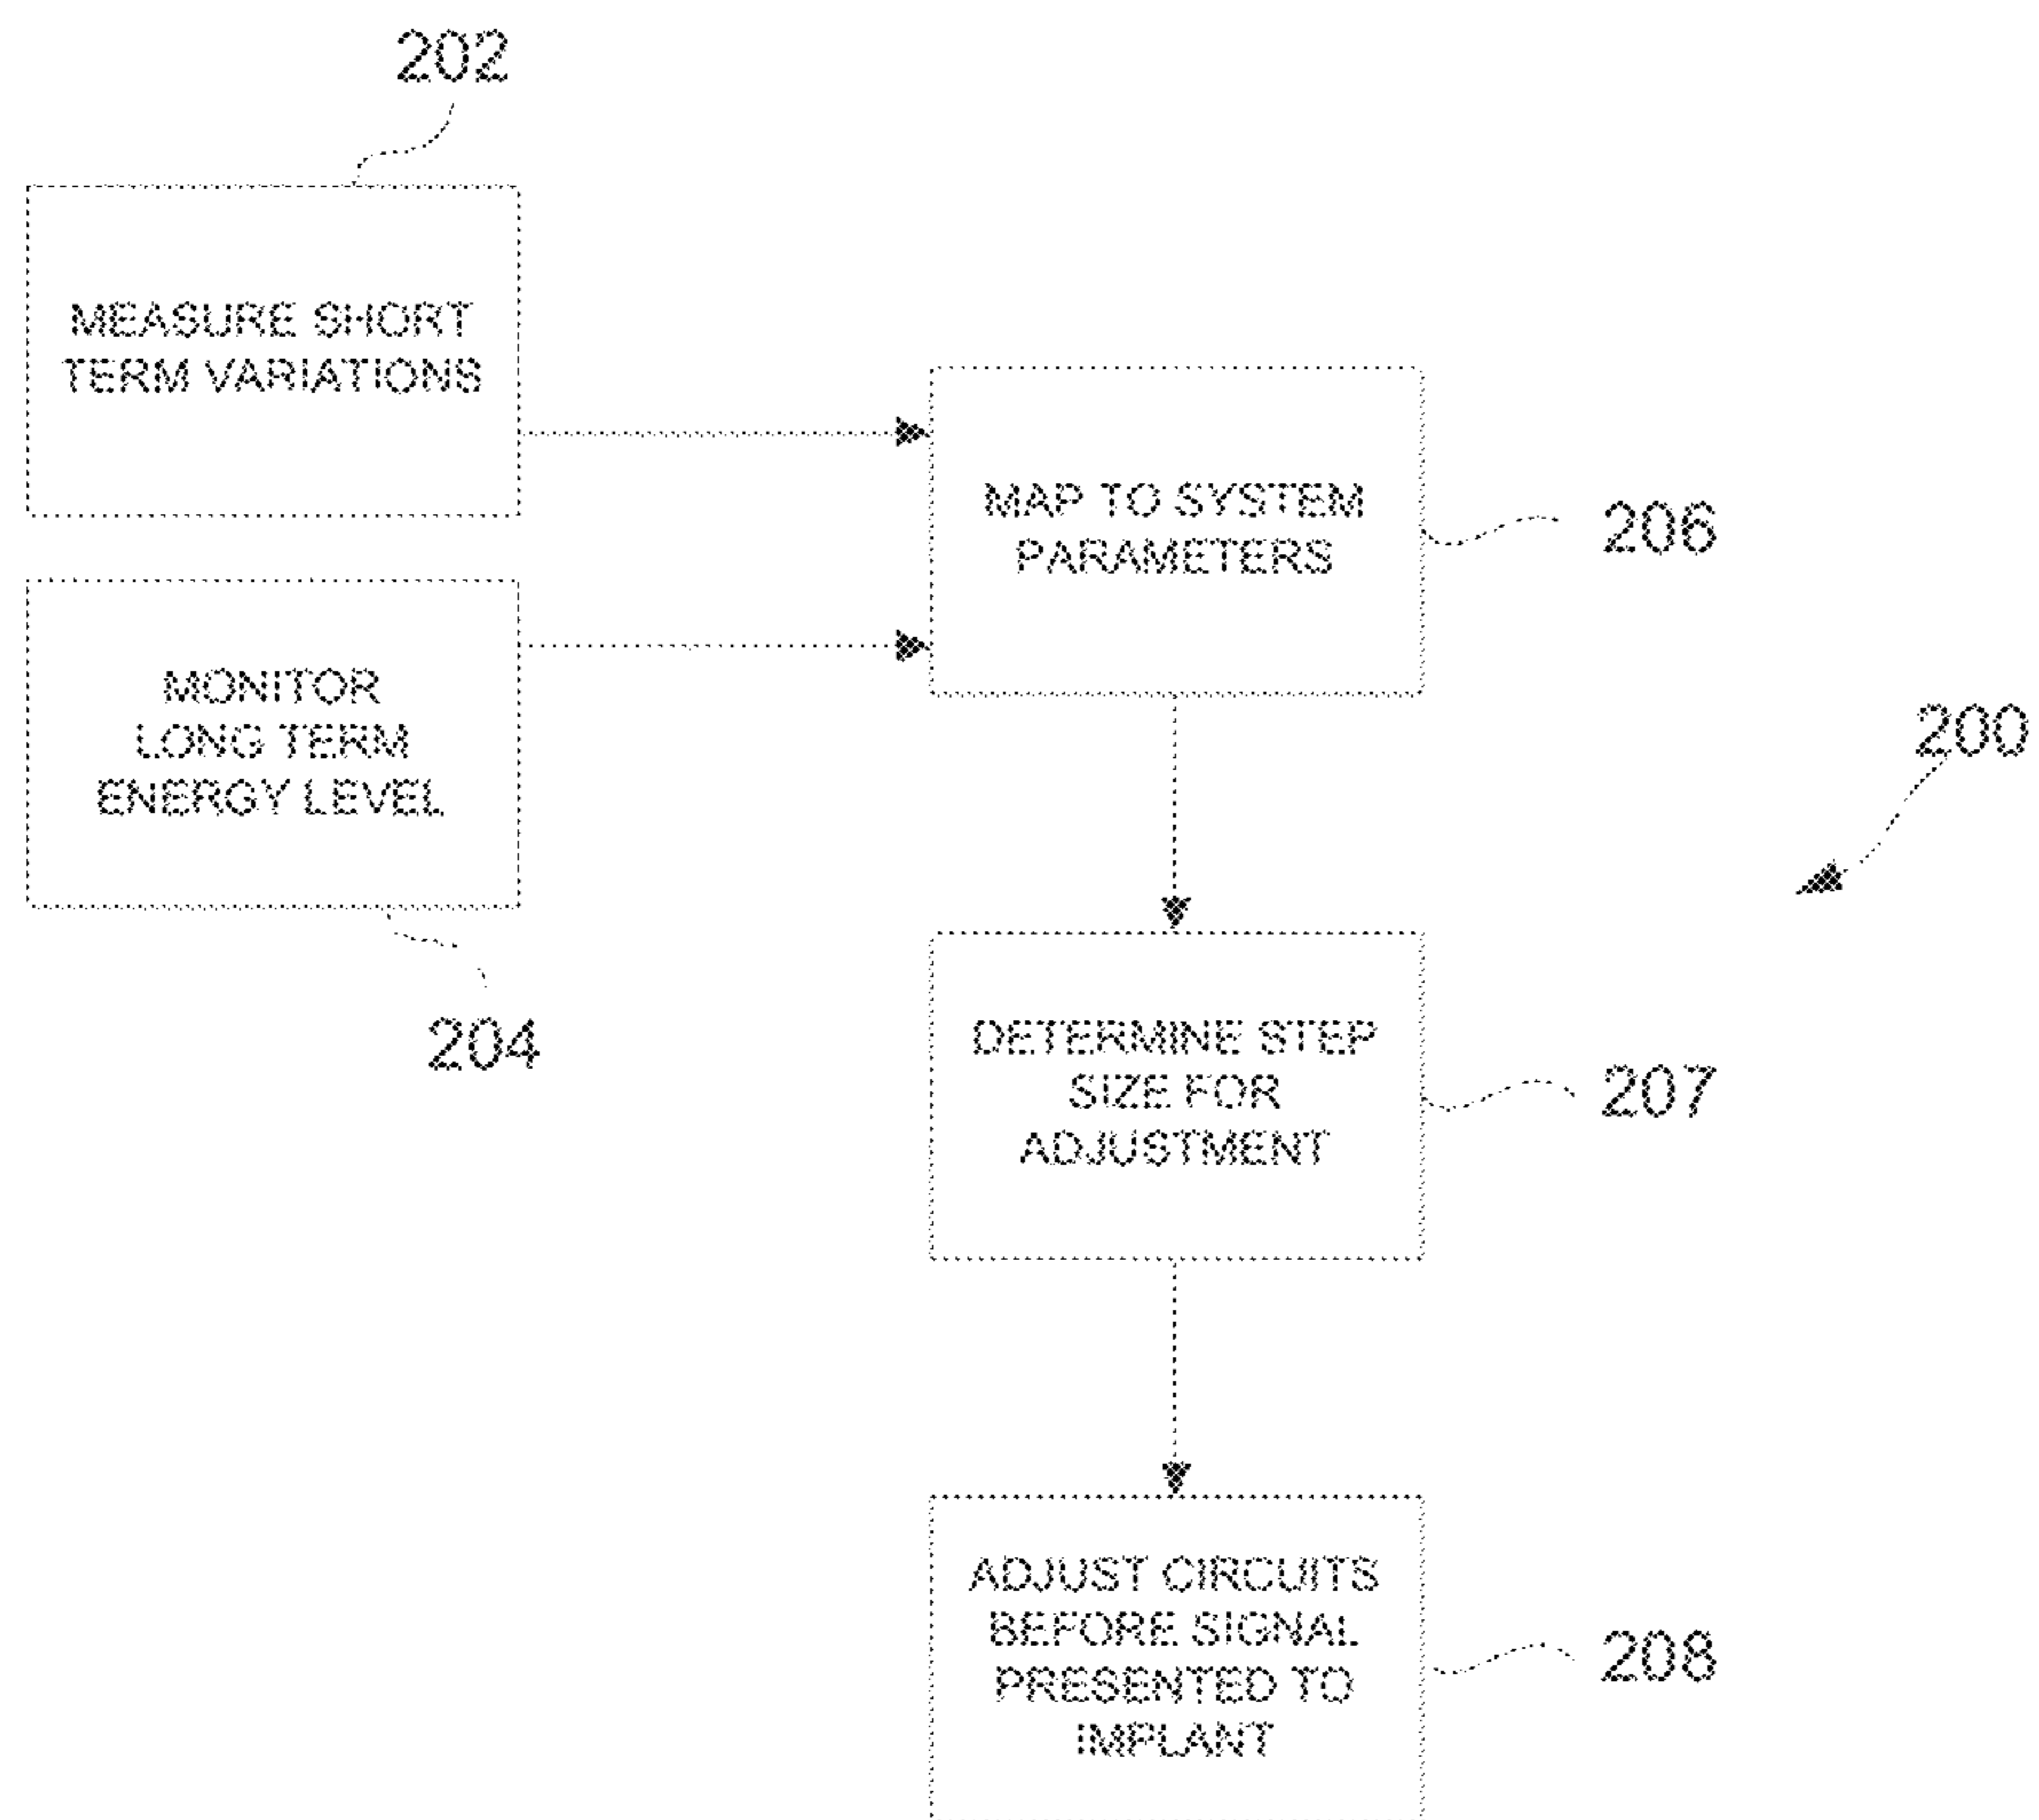 202
MEASURE SHORT
TERM VARIATIONS
MAP TO SYSTEM
PARAMETERS
206
MONITOR
LONG TERM
ENERGY LEVEL
200
204
DETERMINE STEP
SIZE FOR
ADJUSTMENT
207
ADJUST CIRCUITS
BEFORE SIGNAL
PRESENTED TO
IMPLANT
208